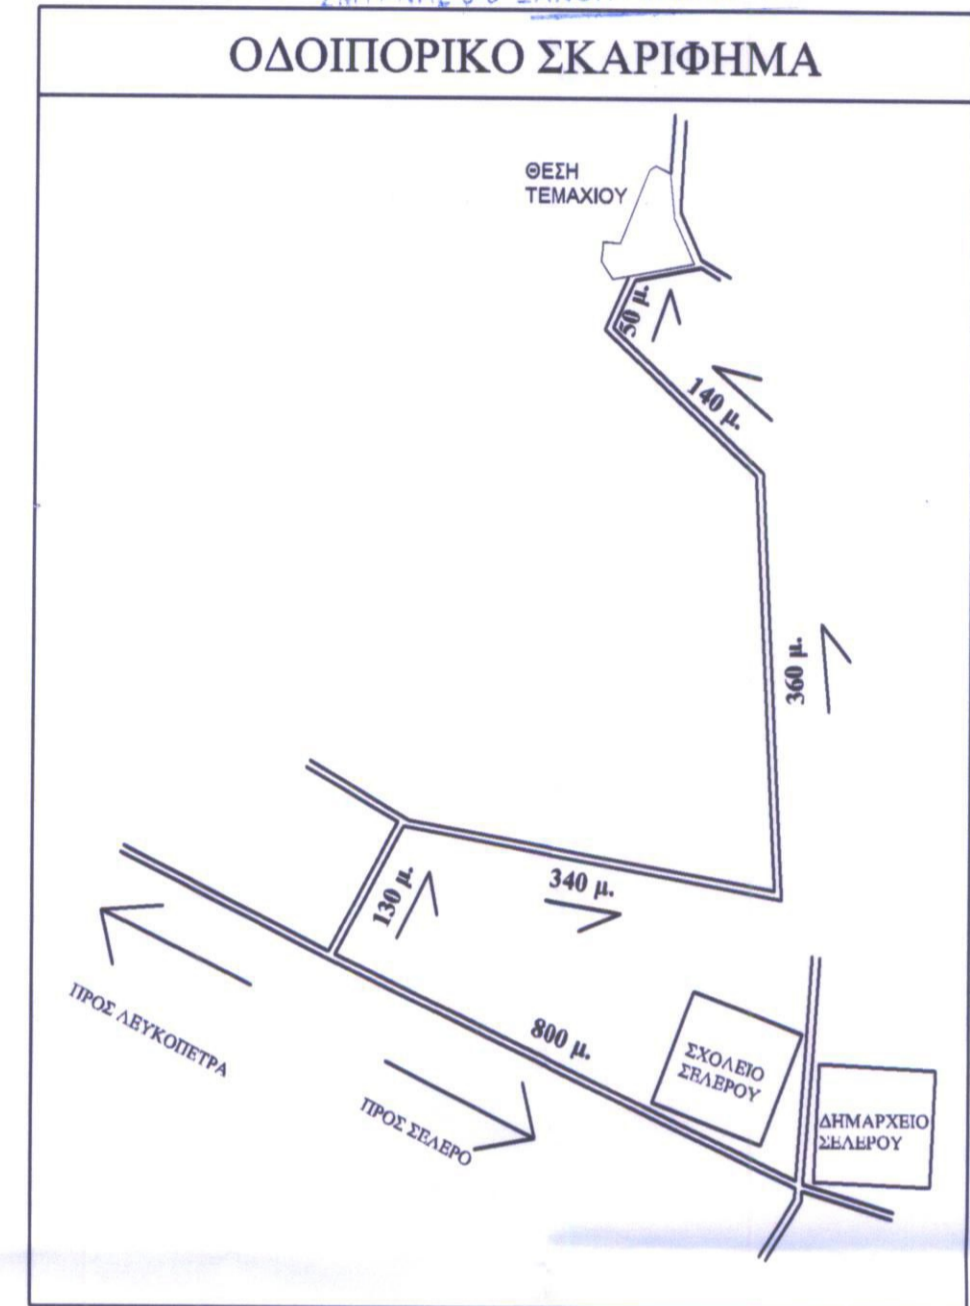 ΟΔΟΙΠΟΡΙΚΟ ΣΚΑΡΙΦΗΜΑ
ΘΕΣΗ
ΤΕΜΑΧΙΟΥ
50 μ.
140 μ.
360 μ.
130 μ.
340 μ.
ΠΡΟΣ ΛΕΥΚΟΠΕΤΡΑ
800 μ.
ΠΡΟΣ ΣΕΛΕΡΟ
ΣΧΟΛΕΙΟ
ΣΕΛΕΡΟΥ
ΔΗΜΑΡΧΕΙΟ
ΣΕΛΕΡΟΥ